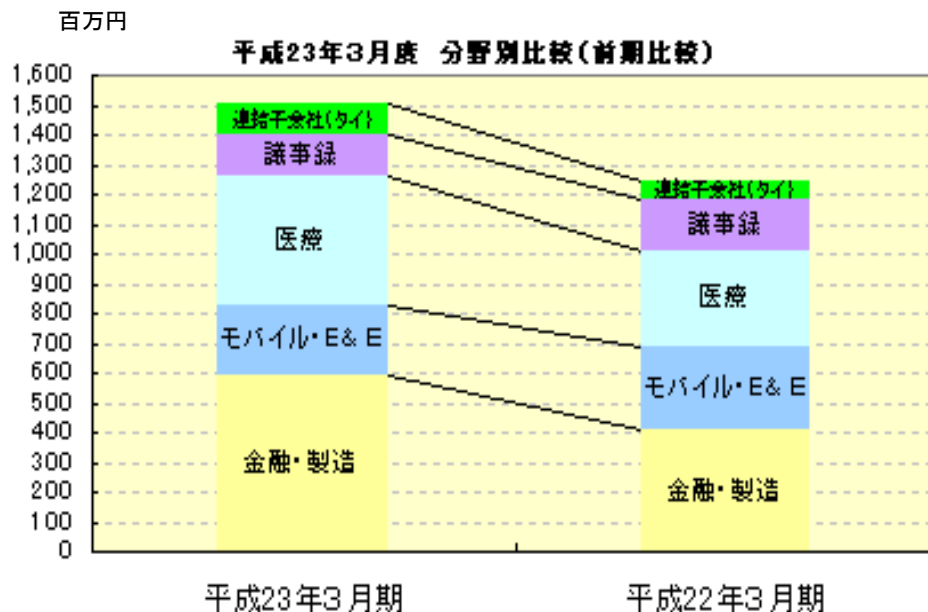 百万円
平成23年3月度 分野別比較(前期比較)
1,600
1,500
1,400
1,300
1,200
1,100
1,000
900
800
700
600
500
400
300
200
100
0
連結子会社(タイ)
議事録
医療
モバイル・E&E
金融・製造
連結子会社(タイ)
議事録
医療
モバイル・E&E
金融・製造
平成23年3月期
平成22年3月期